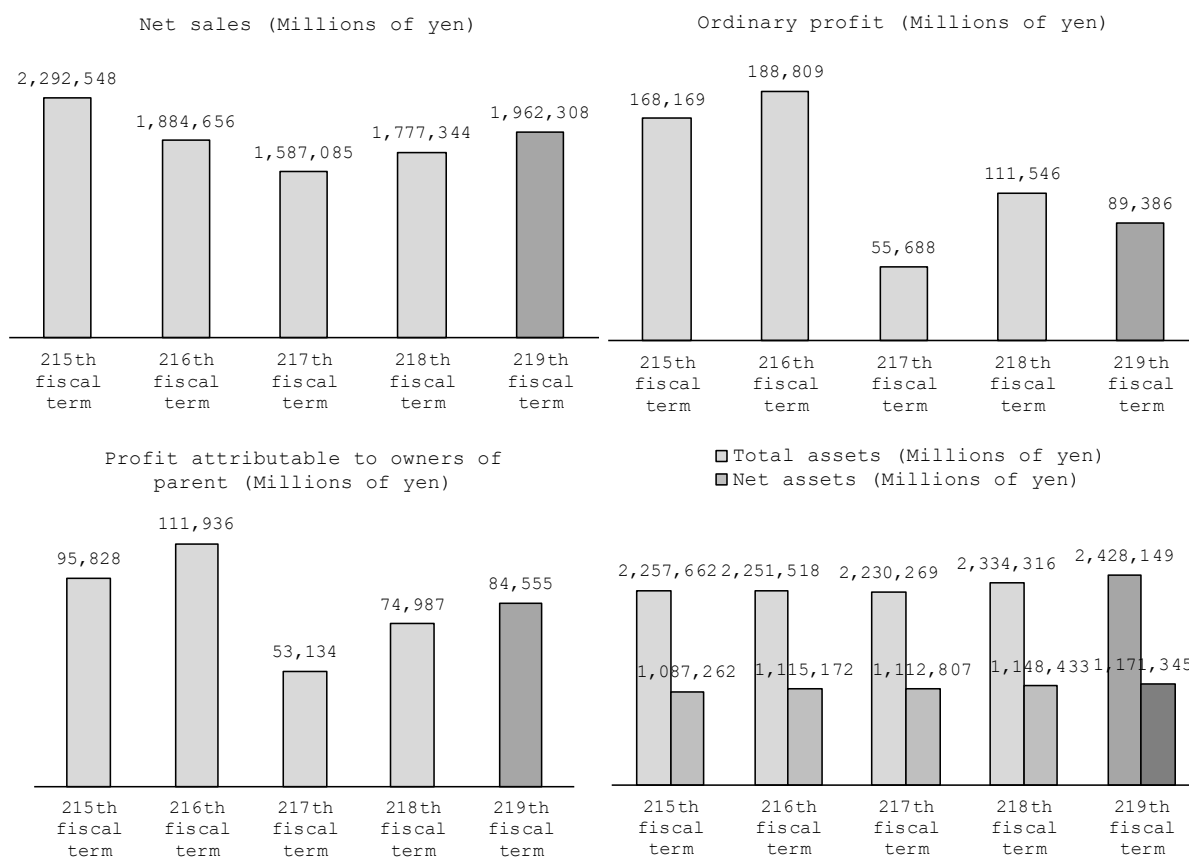 Net sales (Millions of yen)
2,292,548
1,884,656
1,587,085
1,777,344
1,962,308
215th
fiscal
term
216th
fiscal
term
217th
fiscal
term
218th
fiscal
term
219th
fiscal
term
Ordinary profit (Millions of yen)
168,169
188,809
55,688
111,546
89,386
215th
fiscal
term
216th
fiscal
term
217th
fiscal
term
218th
fiscal
term
219th
fiscal
term
Profit attributable to owners of
parent (Millions of yen)
95,828
111,936
53,134
74,987
84,555
215th
fiscal
term
216th
fiscal
term
217th
fiscal
term
218th
fiscal
term
219th
fiscal
term
Total assets (Millions of yen)
Net assets (Millions of yen)
2,257,662
2,251,518
2,230,269
2,334,316
2,428,149
1,087,262
1,115,172
1,112,807
1,148,433
1,171,345
215th
fiscal
term
216th
fiscal
term
217th
fiscal
term
218th
fiscal
term
219th
fiscal
term